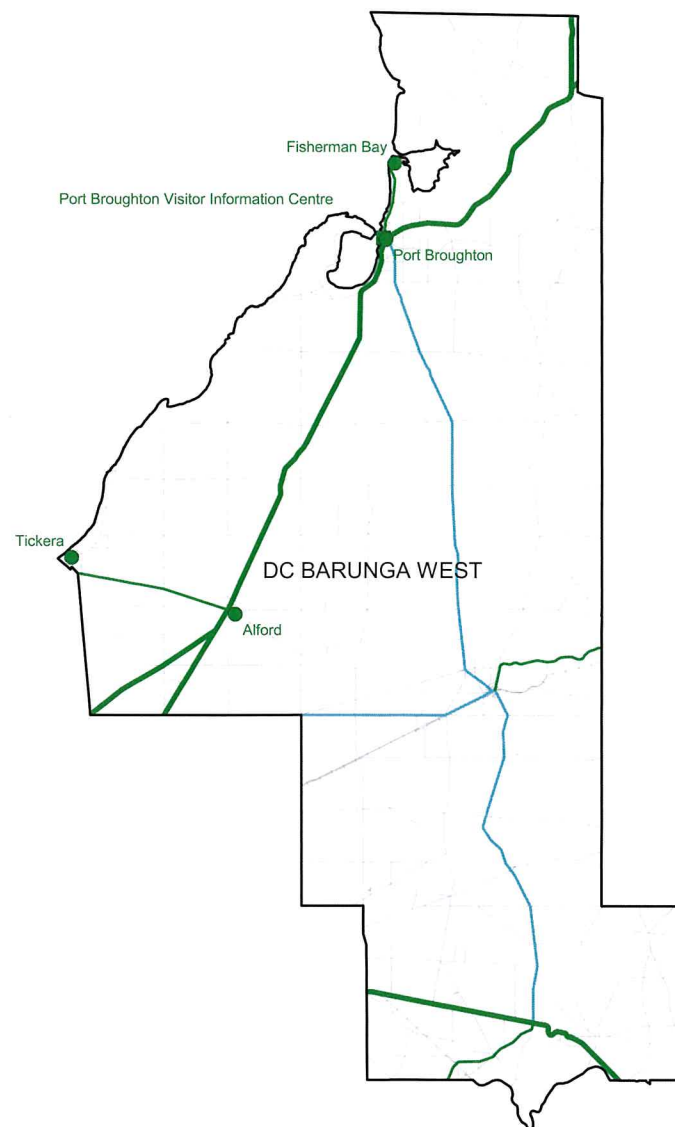 Fisherman Bay
Port Broughton Visitor Information Centre
Port Broughton
Tickera
DC BARUNGA WEST
Alford